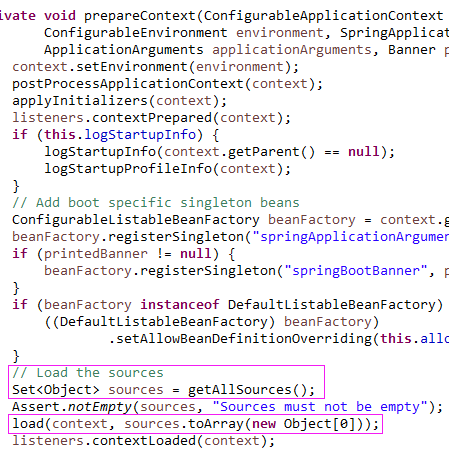 ivate void prepareContext(ConfigurableApplicationContext
ConfigurableEnvironment environment, SpringApplicat
ApplicationArguments applicationArguments, Banner p
context.setEnvironment(environment);
postProcessApplicationContext(context);
applyInitializers(context);
listeners.contextPrepared(context);
if (this.logStartupInfo) {
logStartupInfo(context.getParent() == null);
logStartupProfileInfo(context);
}
// Add boot specific singleton beans
ConfigurableListableBeanFactory beanFactory = context.g
beanFactory.registerSingleton("springApplicationArgumen
if (printedBanner != null) {
beanFactory.registerSingleton("springBootBanner", p
}
if (beanFactory instanceof DefaultListableBeanFactory)
((DefaultListableBeanFactory) beanFactory)
.setAllowBeanDefinitionOverriding(this.allo
}
// Load the sources
Set<Object> sources = getAllSources();
Assert.notEmpty(sources, "Sources must not be empty");
load(context, sources.toArray(new Object[0]));
listeners.contextLoaded(context);